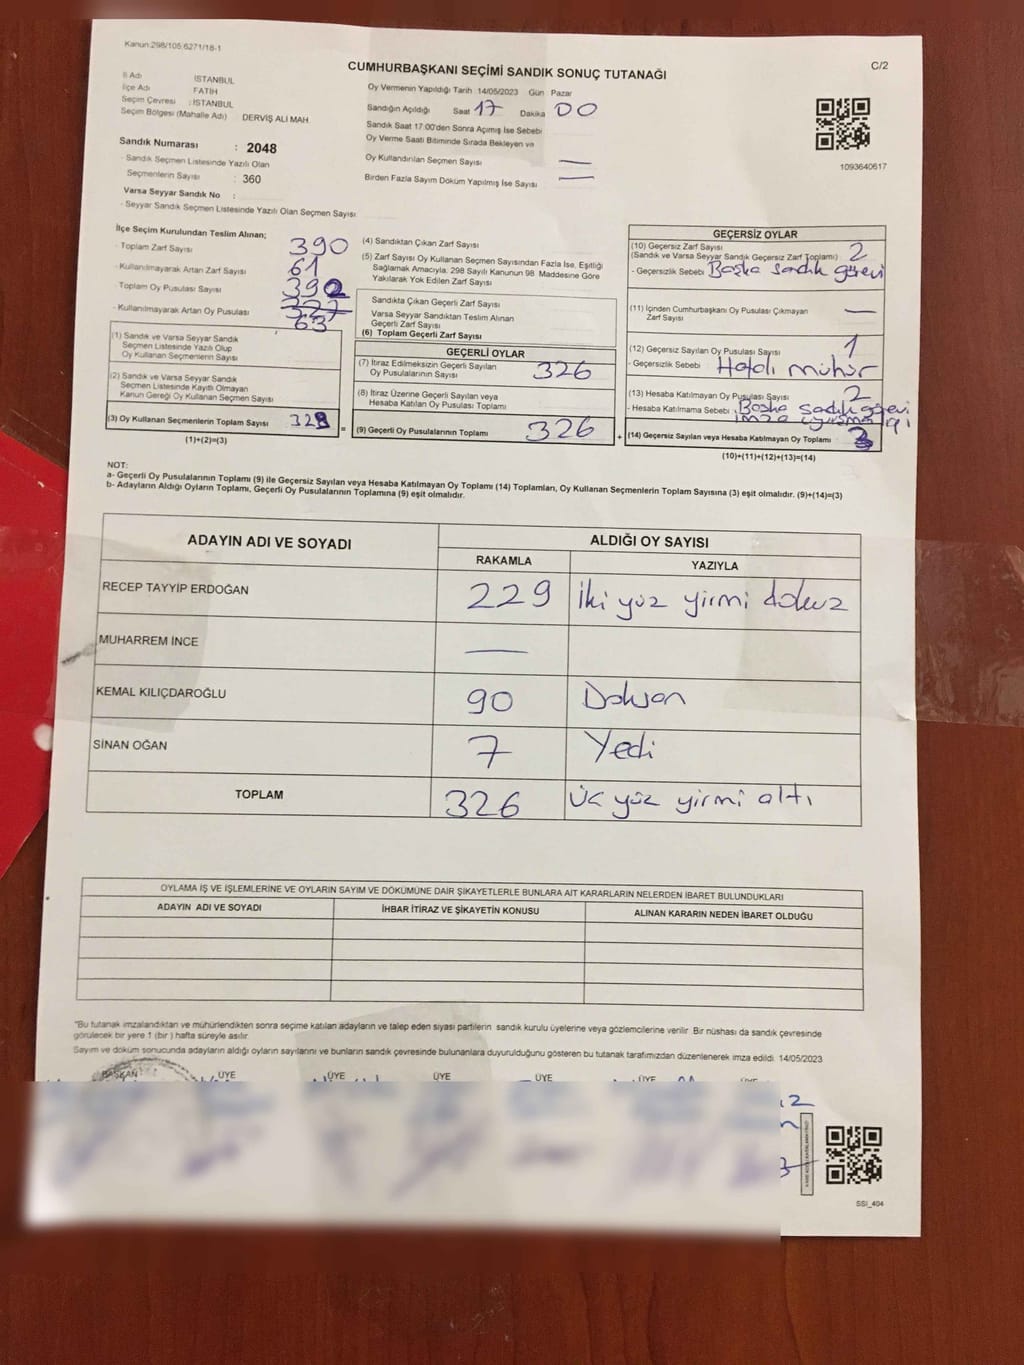 Kanun:298/105;6271/18-1
CUMHURBAŞKANI SEÇİMİ SANDIK SONUÇ TUTANAĞI
C/2
İl Adı : İSTANBUL
İlçe Adı FATİH
Seçim Çevresi : İSTANBUL
Seçim Bölgesi (Mahalle Adı) DERVİŞ ALİ MAH.
Sandık Numarası : 2048
- Sandık Seçmen Listesinde Yazılı Olan
Seçmenlerin Sayısı : 360
Varsa Seyyar Sandık No :
- Seyyar Sandık Seçmen Listesinde Yazılı Olan Seçmen Sayısı
Oy Vermenin Yapıldığı Tarih :14/05/2023 Gün Pazar
Sandığın Açıldığı Saat 17 Dakika 00
Sandık Saat 17:00'den Sonra Açılmış İse Sebebi
Oy Verme Saati Bitiminde Sırada Bekleyen ve
Oy Kullandırılan Seçmen Sayısı —
Birden Fazla Sayım Döküm Yapılmış İse Sayısı —
1093640617
İlçe Seçim Kurulundan Teslim Alınan;
- Toplam Zarf Sayısı 390
- Kullanılmayarak Artan Zarf Sayısı 61
- Toplam Oy Pusulası Sayısı 392
- Kullanılmayarak Artan Oy Pusulası 327
63
(1) Sandık ve Varsa Seyyar Sandık
Seçmen Listesinde Yazılı Olup
Oy Kullanan Seçmenlerin Sayısı
(2) Sandık ve Varsa Seyyar Sandık
Seçmen Listesinde Kayıtlı Olmayan
Kanun Gereği Oy Kullanan Seçmen Sayısı
(3) Oy Kullanan Seçmenlerin Toplam Sayısı 328 =
(1)+(2)=(3)
(4) Sandıktan Çıkan Zarf Sayısı
(5) Zarf Sayısı Oy Kullanan Seçmen Sayısından Fazla İse, Eşitliği
Sağlamak Amacıyla; 298 Sayılı Kanunun 98. Maddesine Göre
Yakılarak Yok Edilen Zarf Sayısı
Sandıkta Çıkan Geçerli Zarf Sayısı
Varsa Seyyar Sandıktan Teslim Alınan
Geçerli Zarf Sayısı
(6) Toplam Geçerli Zarf Sayısı
GEÇERLİ OYLAR
(7) İtiraz Edilmeksizin Geçerli Sayılan
Oy Pusulalarının Sayısı 326
(8) İtiraz Üzerine Geçerli Sayılan veya
Hesaba Katılan Oy Pusulası Toplamı
(9) Geçerli Oy Pusulalarının Toplamı 326 +
GEÇERSİZ OYLAR
(10) Geçersiz Zarf Sayısı 2
(Sandık ve Varsa Seyyar Sandık Geçersiz Zarf Toplamı)
- Geçersizlik Sebebi Başka sandık görevi
(11) İçinden Cumhurbaşkanı Oy Pusulası Çıkmayan
Zarf Sayısı —
(12) Geçersiz Sayılan Oy Pusulası Sayısı 1
- Geçersizlik Sebebi Hatalı mühür
(13) Hesaba Katılmayan Oy Pusulası Sayısı 2
- Hesaba Katılmama Sebebi Başka sandık görevi
imza
(14) Geçersiz Sayılan veya Hesaba Katılmayan Oy Toplamı 3
(10)+(11)+(12)+(13)=(14)
NOT:
a- Geçerli Oy Pusulalarının Toplamı (9) ile Geçersiz Sayılan veya Hesaba Katılmayan Oy Toplamı (14) Toplamları, Oy Kullanan Seçmenlerin Toplam Sayısına (3) eşit olmalıdır. (9)+(14)=(3)
b- Adayların Aldığı Oyların Toplamı, Geçerli Oy Pusulalarının Toplamına (9) eşit olmalıdır.
ADAYIN ADI VE SOYADI ALDIĞI OY SAYISI
RAKAMLA YAZIYLA
RECEP TAYYİP ERDOĞAN 229 İki yüz yirmi dokuz
MUHARREM İNCE —
KEMAL KILIÇDAROĞLU 90 Doksan
SİNAN OĞAN 7 Yedi
TOPLAM 326 Üç yüz yirmi altı
OYLAMA İŞ VE İŞLEMLERİNE VE OYLARIN SAYIM VE DÖKÜMÜNE DAİR ŞİKAYETLERLE BUNLARA AİT KARARLARIN NELERDEN İBARET BULUNDUKLARI
ADAYIN ADI VE SOYADI İHBAR İTİRAZ VE ŞİKAYETİN KONUSU ALINAN KARARIN NEDEN İBARET OLDUĞU
"Bu tutanak imzalandıktan ve mühürlendikten sonra seçime katılan adayların ve talep eden siyasi partilerin sandık kurulu üyelerine veya gözlemcilerine verilir. Bir nüshası da sandık çevresinde
görülecek bir yere 1 (bir) hafta süreyle asılır.
Sayım ve döküm sonucunda adayların aldığı oyların sayılarını ve bunların sandık çevresinde bulunanlara duyurulduğunu gösteren bu tutanak tarafımızdan düzenlenerek imza edildi. 14/05/2023
BAŞKAN ÜYE ÜYE ÜYE ÜYE ÜYE
SSI_404